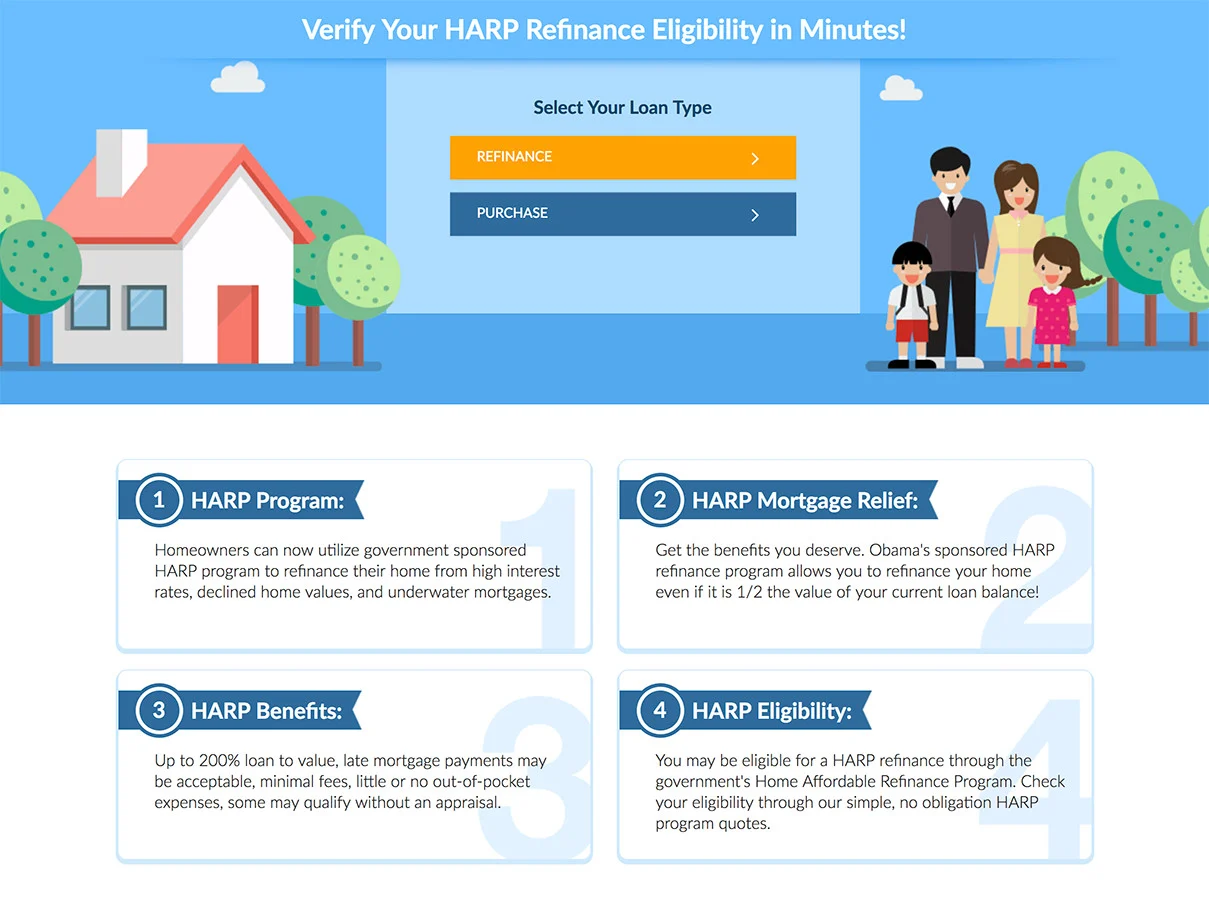 Verify Your HARP Refinance Eligibility in Minutes!
Select Your Loan Type
REFINANCE
PURCHASE
1 HARP Program:
1
Homeowners can now utilize government sponsored
HARP program to refinance their home from high interest
rates, declined home values, and underwater mortgages.
2 HARP Mortgage Relief:
2
Get the benefits you deserve. Obama's sponsored HARP
refinance program allows you to refinance your home
even if it is 1/2 the value of your current loan balance!
3 HARP Benefits:
3
Up to 200% loan to value, late mortgage payments may
be acceptable, minimal fees, little or no out-of-pocket
expenses, some may qualify without an appraisal.
4 HARP Eligibility:
4
You may be eligible for a HARP refinance through the
government's Home Affordable Refinance Program. Check
your eligibility through our simple, no obligation HARP
program quotes.